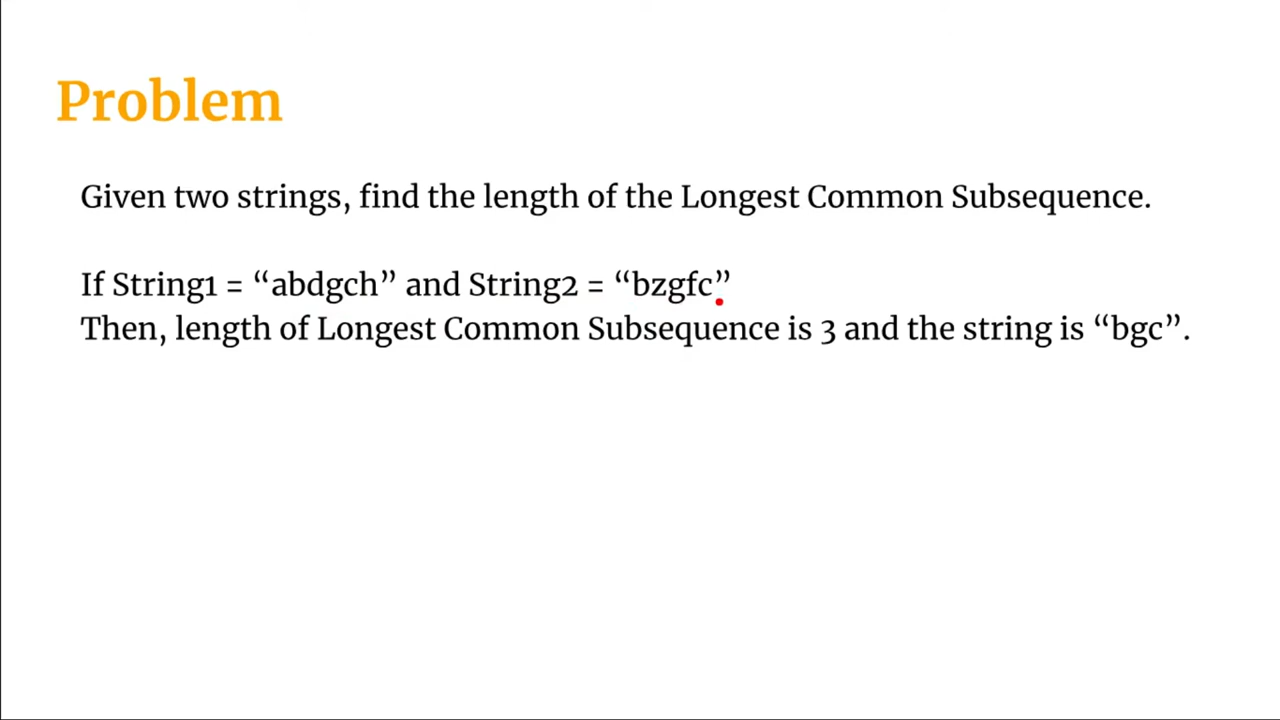 Problem
Given two strings, find the length of the Longest Common Subsequence.
If String1 = “abdgch” and String2 = “bzgfc”
Then, length of Longest Common Subsequence is 3 and the string is “bgc”.